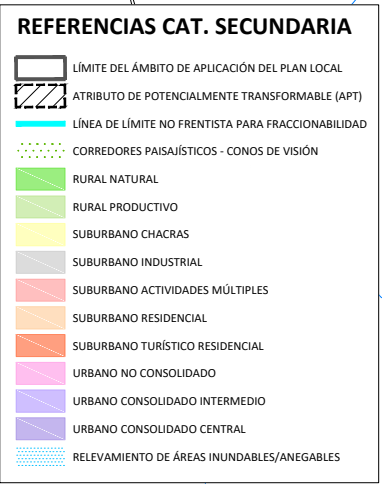 REFERENCIAS CAT. SECUNDARIA
LÍMITE DEL ÁMBITO DE APLICACIÓN DEL PLAN LOCAL
ATRIBUTO DE POTENCIALMENTE TRANSFORMABLE (APT)
LÍNEA DE LÍMITE NO FRENTISTA PARA FRACCIONABILIDAD
CORREDORES PAISAJÍSTICOS - CONOS DE VISIÓN
RURAL NATURAL
RURAL PRODUCTIVO
SUBURBANO CHACRAS
SUBURBANO INDUSTRIAL
SUBURBANO ACTIVIDADES MÚLTIPLES
SUBURBANO RESIDENCIAL
SUBURBANO TURÍSTICO RESIDENCIAL
URBANO NO CONSOLIDADO
URBANO CONSOLIDADO INTERMEDIO
URBANO CONSOLIDADO CENTRAL
RELEVAMIENTO DE ÁREAS INUNDABLES/ANEGABLES